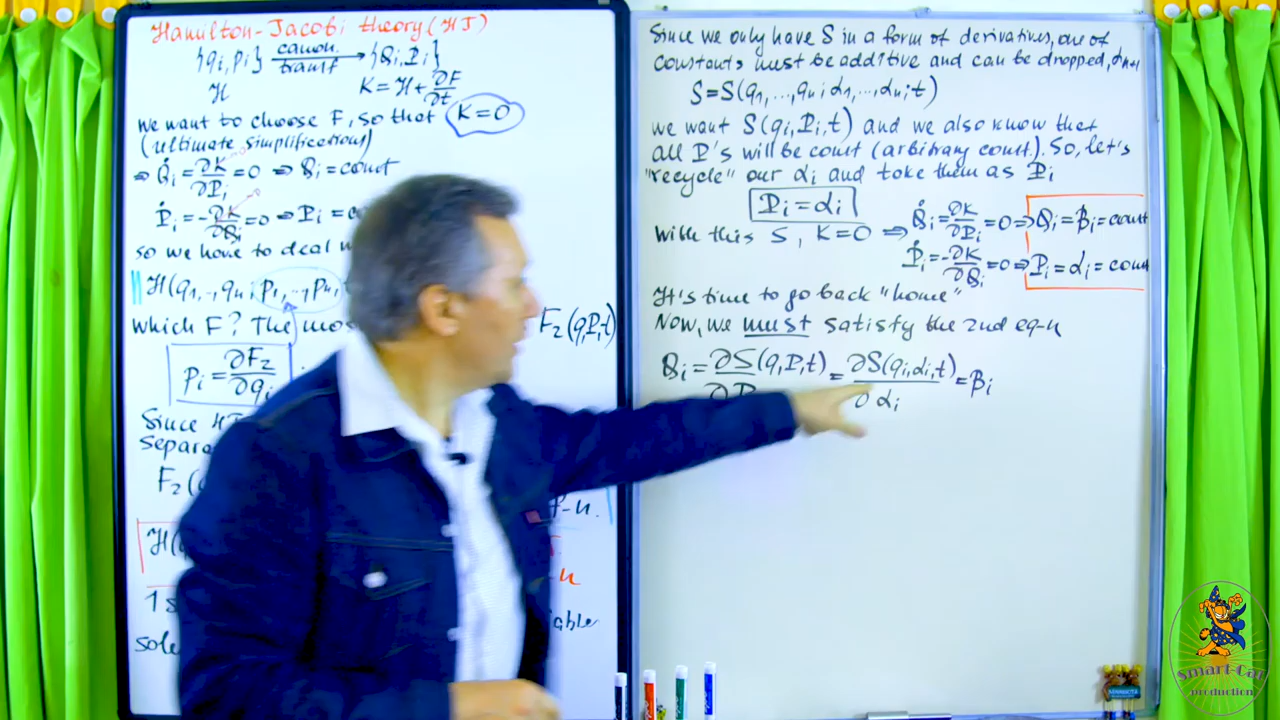 Hamilton-Jacobi theory (HJ)
{qi, pi} canon. transf → {Qi, Pi}
H K = H + ∂F/∂t
we want to choose F, so that K=0
(ultimate simplifications)
⇒ Q̇i = ∂K/∂Pi = 0 ⇒ Qi = const
Ṗi = -∂K/∂Qi = 0 ⇒ Pi = co
so we have to deal
H(q1, .., qn; p1, .., pn,
which F? The mos F2(q,P,t)
pi = ∂F2/∂qi
Since
separa
F2(
H(q
able
sol
Since we only have S in a form of derivatives, one of
constants must be additive and can be dropped, αn+1
S=S(q1, ..., qn; α1, ..., αn; t)
we want S(qi, Pi, t) and we also know that
all P's will be const (arbitrary const.). So, let's
"recycle" our αi and take them as Pi
Pi = αi
With this S, K=0 ⇒ Q̇i = ∂K/∂Pi = 0 ⇒ Qi = βi = const
Ṗi = -∂K/∂Qi = 0 ⇒ Pi = αi = const
It's time to go back "home"
Now, we must satisfy the 2nd eq-n
Qi = ∂S(q,P,t)/∂P = ∂S(qi, αi, t)/∂αi = βi
Smart-Cat
production